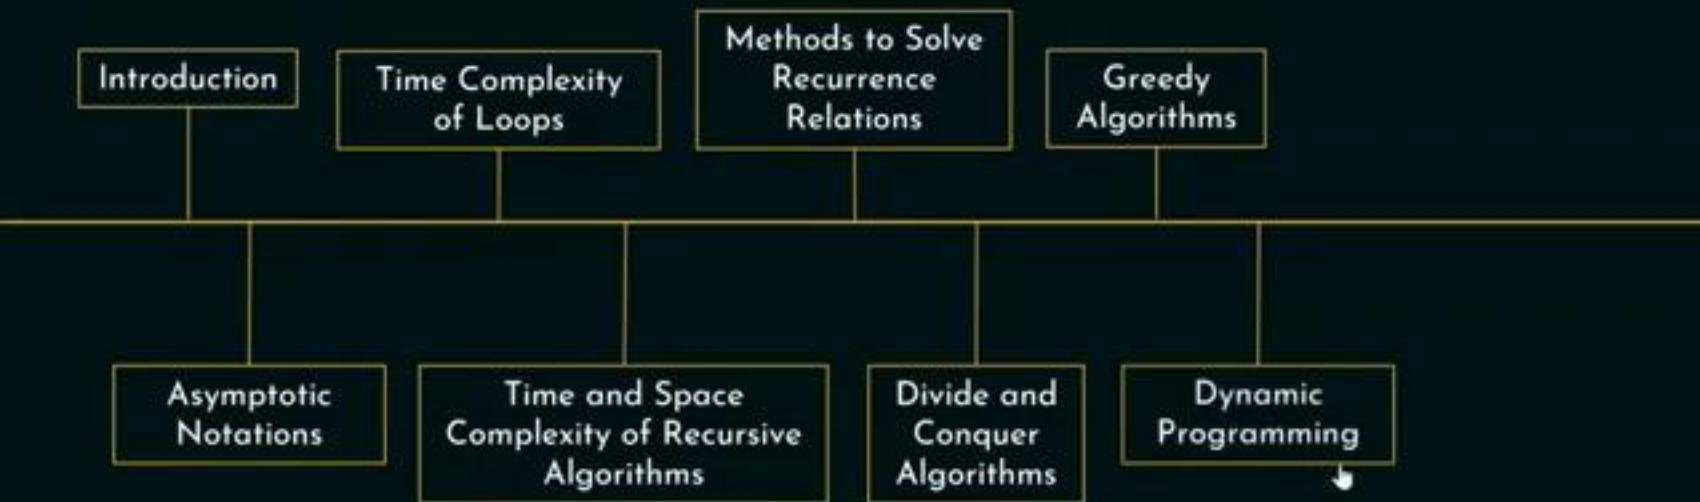 Introduction
Time Complexity
of Loops
Methods to Solve
Recurrence
Relations
Greedy
Algorithms
Asymptotic
Notations
Time and Space
Complexity of Recursive
Algorithms
Divide and
Conquer
Algorithms
Dynamic
Programming